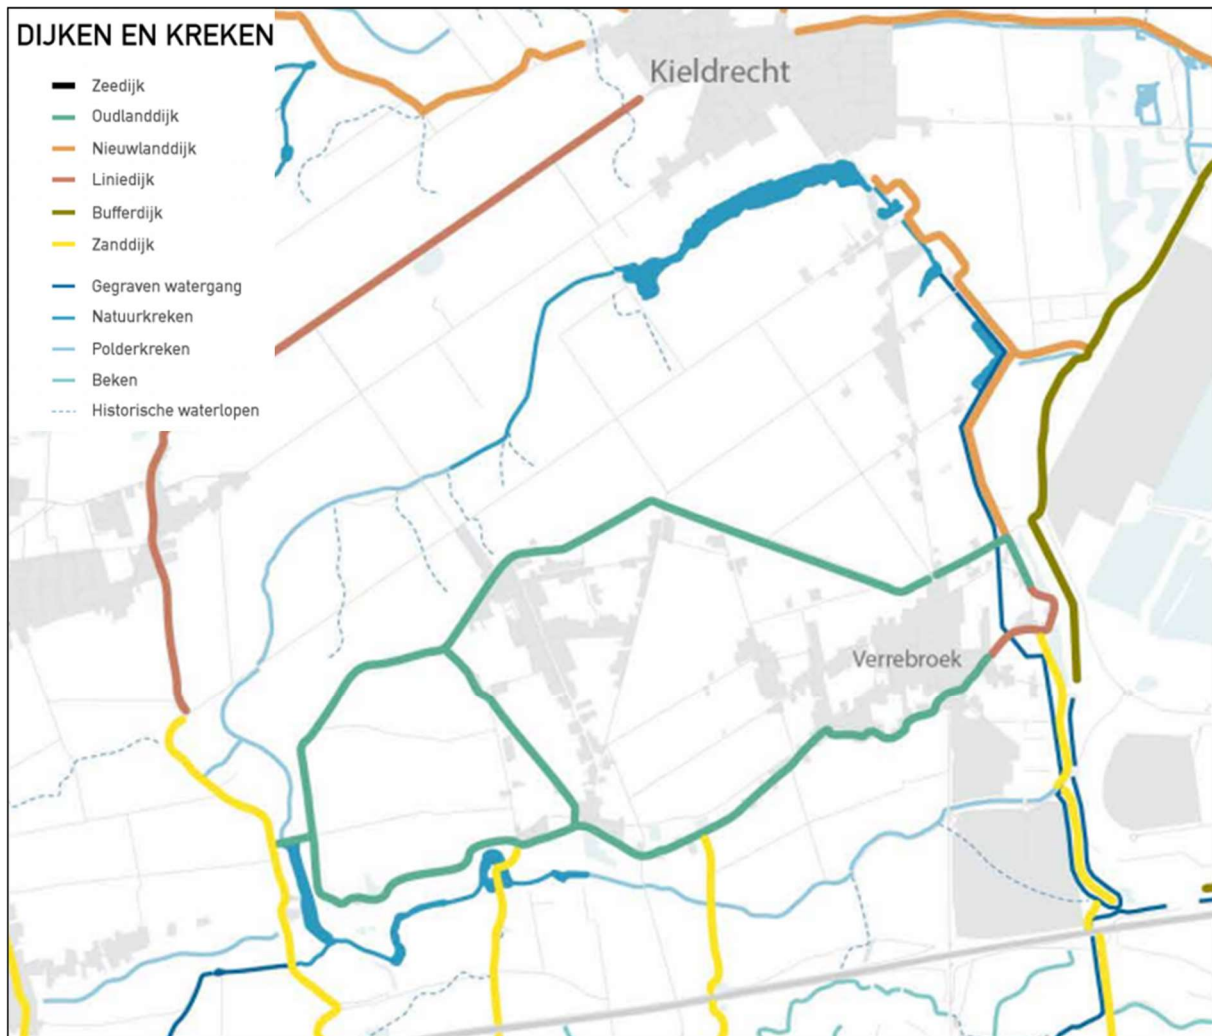 DIJKEN EN KREKEN
Zeedijk
Oudlanddijk
Nieuwlanddijk
Liniedijk
Bufferdijk
Zanddijk
Gegraven watergang
Natuurkreken
Polderkreken
Beken
Historische waterlopen
Kieldrecht
Verrebroek